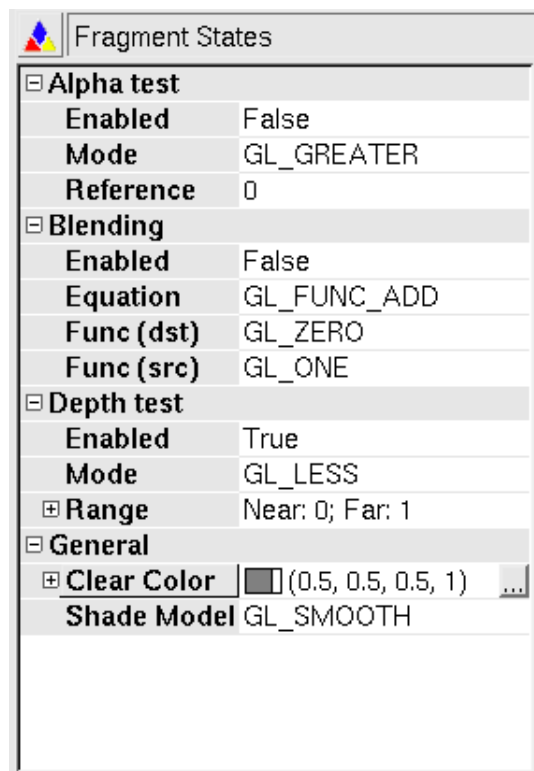 Fragment States
Alpha test
Enabled False
Mode GL_GREATER
Reference 0
Blending
Enabled False
Equation GL_FUNC_ADD
Func (dst) GL_ZERO
Func (src) GL_ONE
Depth test
Enabled True
Mode GL_LESS
Range Near: 0; Far: 1
General
Clear Color (0.5, 0.5, 0.5, 1) ...
Shade Model GL_SMOOTH